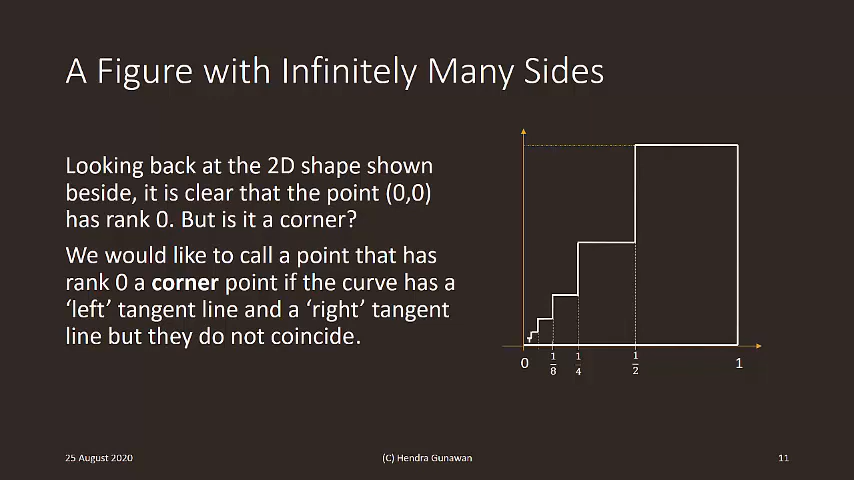 A Figure with Infinitely Many Sides
Looking back at the 2D shape shown
beside, it is clear that the point (0,0)
has rank 0. But is it a corner?
We would like to call a point that has
rank 0 a corner point if the curve has a
‘left’ tangent line and a ‘right’ tangent
line but they do not coincide.
0 1/8 1/4 1/2 1
25 August 2020
(C) Hendra Gunawan
11